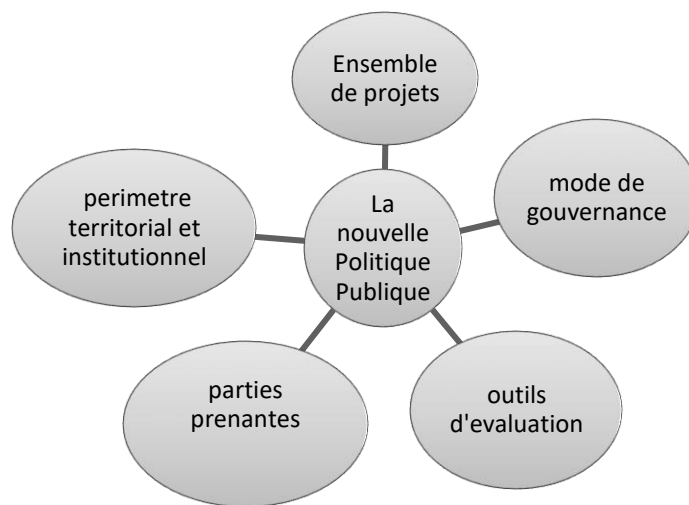 Ensemble
de projets
mode de
gouvernance
perimetre
territorial et
institutionnel
La
nouvelle
Politique
Publique
parties
prenantes
outils
d'evaluation